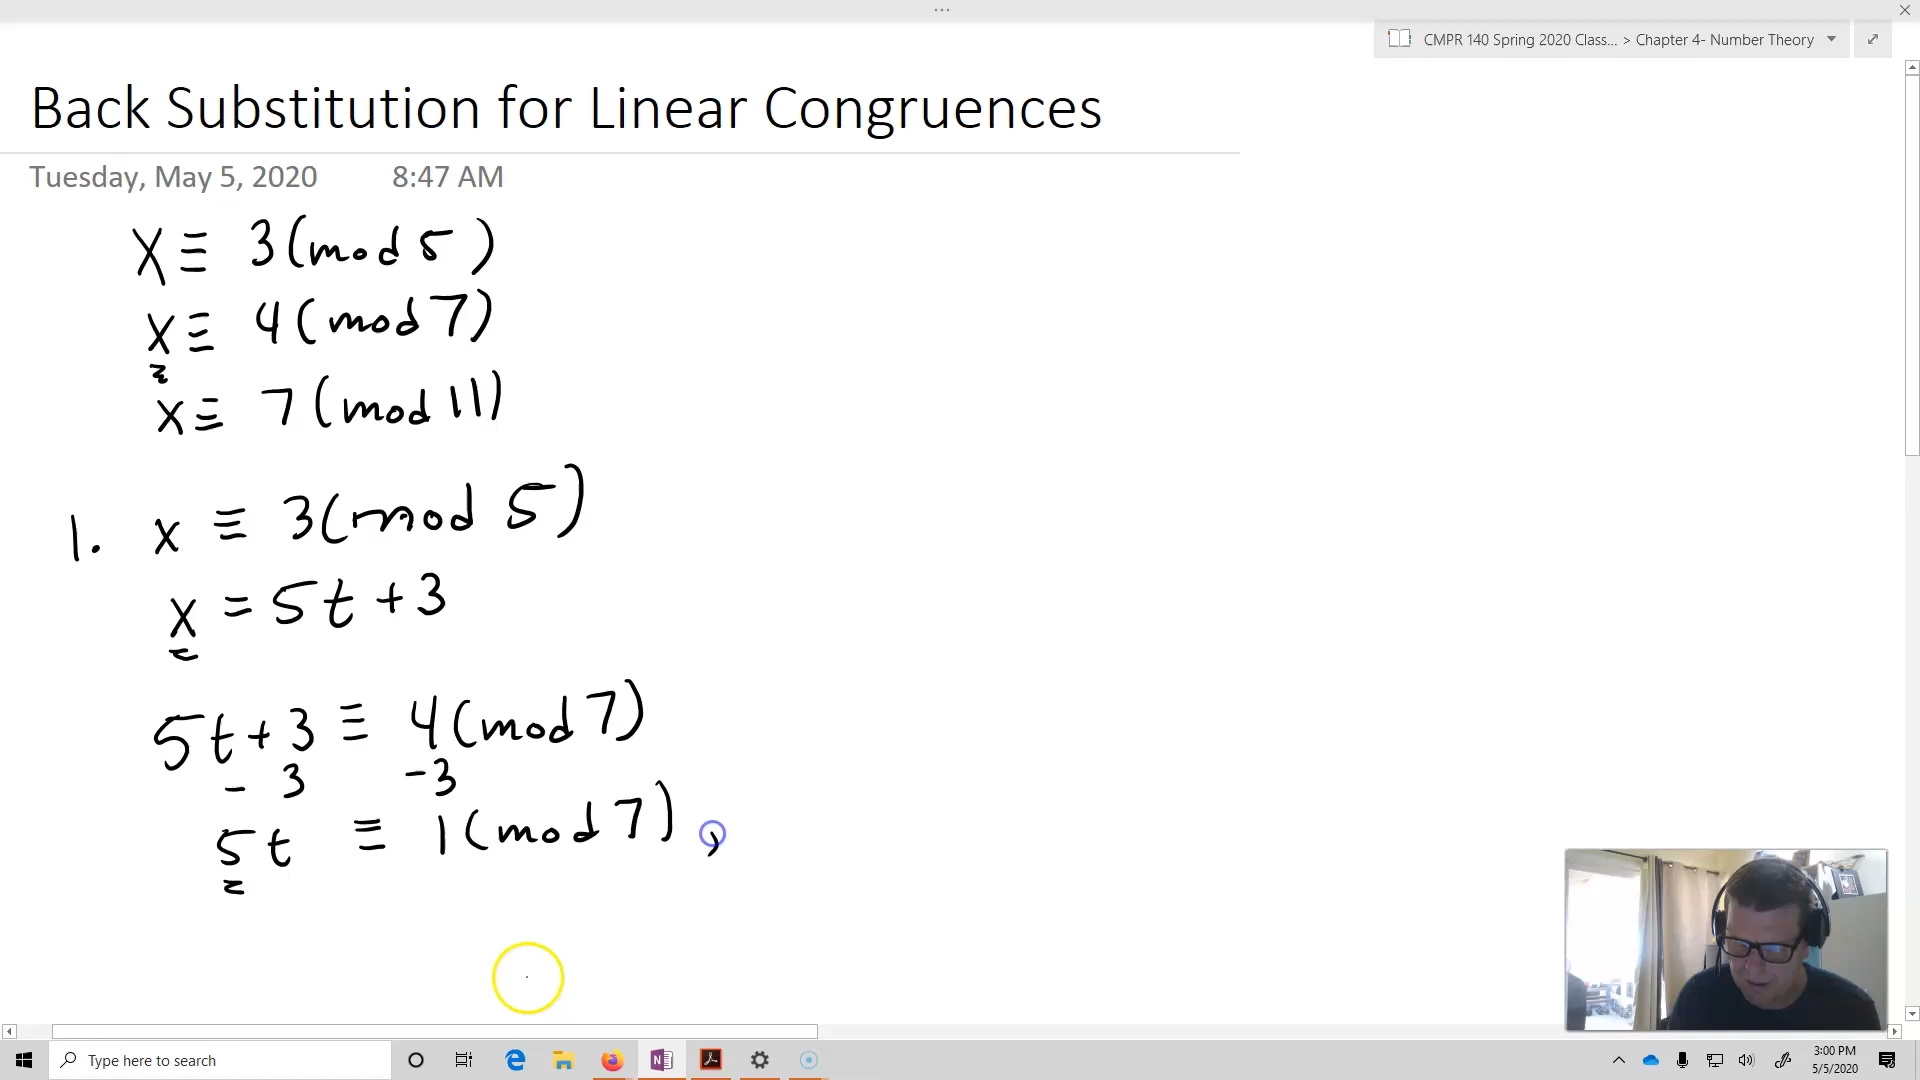 CMPR 140 Spring 2020 Class... > Chapter 4- Number Theory
Back Substitution for Linear Congruences
Tuesday, May 5, 2020 8:47 AM
x ≡ 3 (mod 5)
x ≡ 4 (mod 7)
x ≡ 7 (mod 11)
1. x ≡ 3 (mod 5)
x = 5t + 3
5t + 3 ≡ 4 (mod 7)
- 3 -3
5t ≡ 1 (mod 7),
Type here to search
3:00 PM
5/5/2020